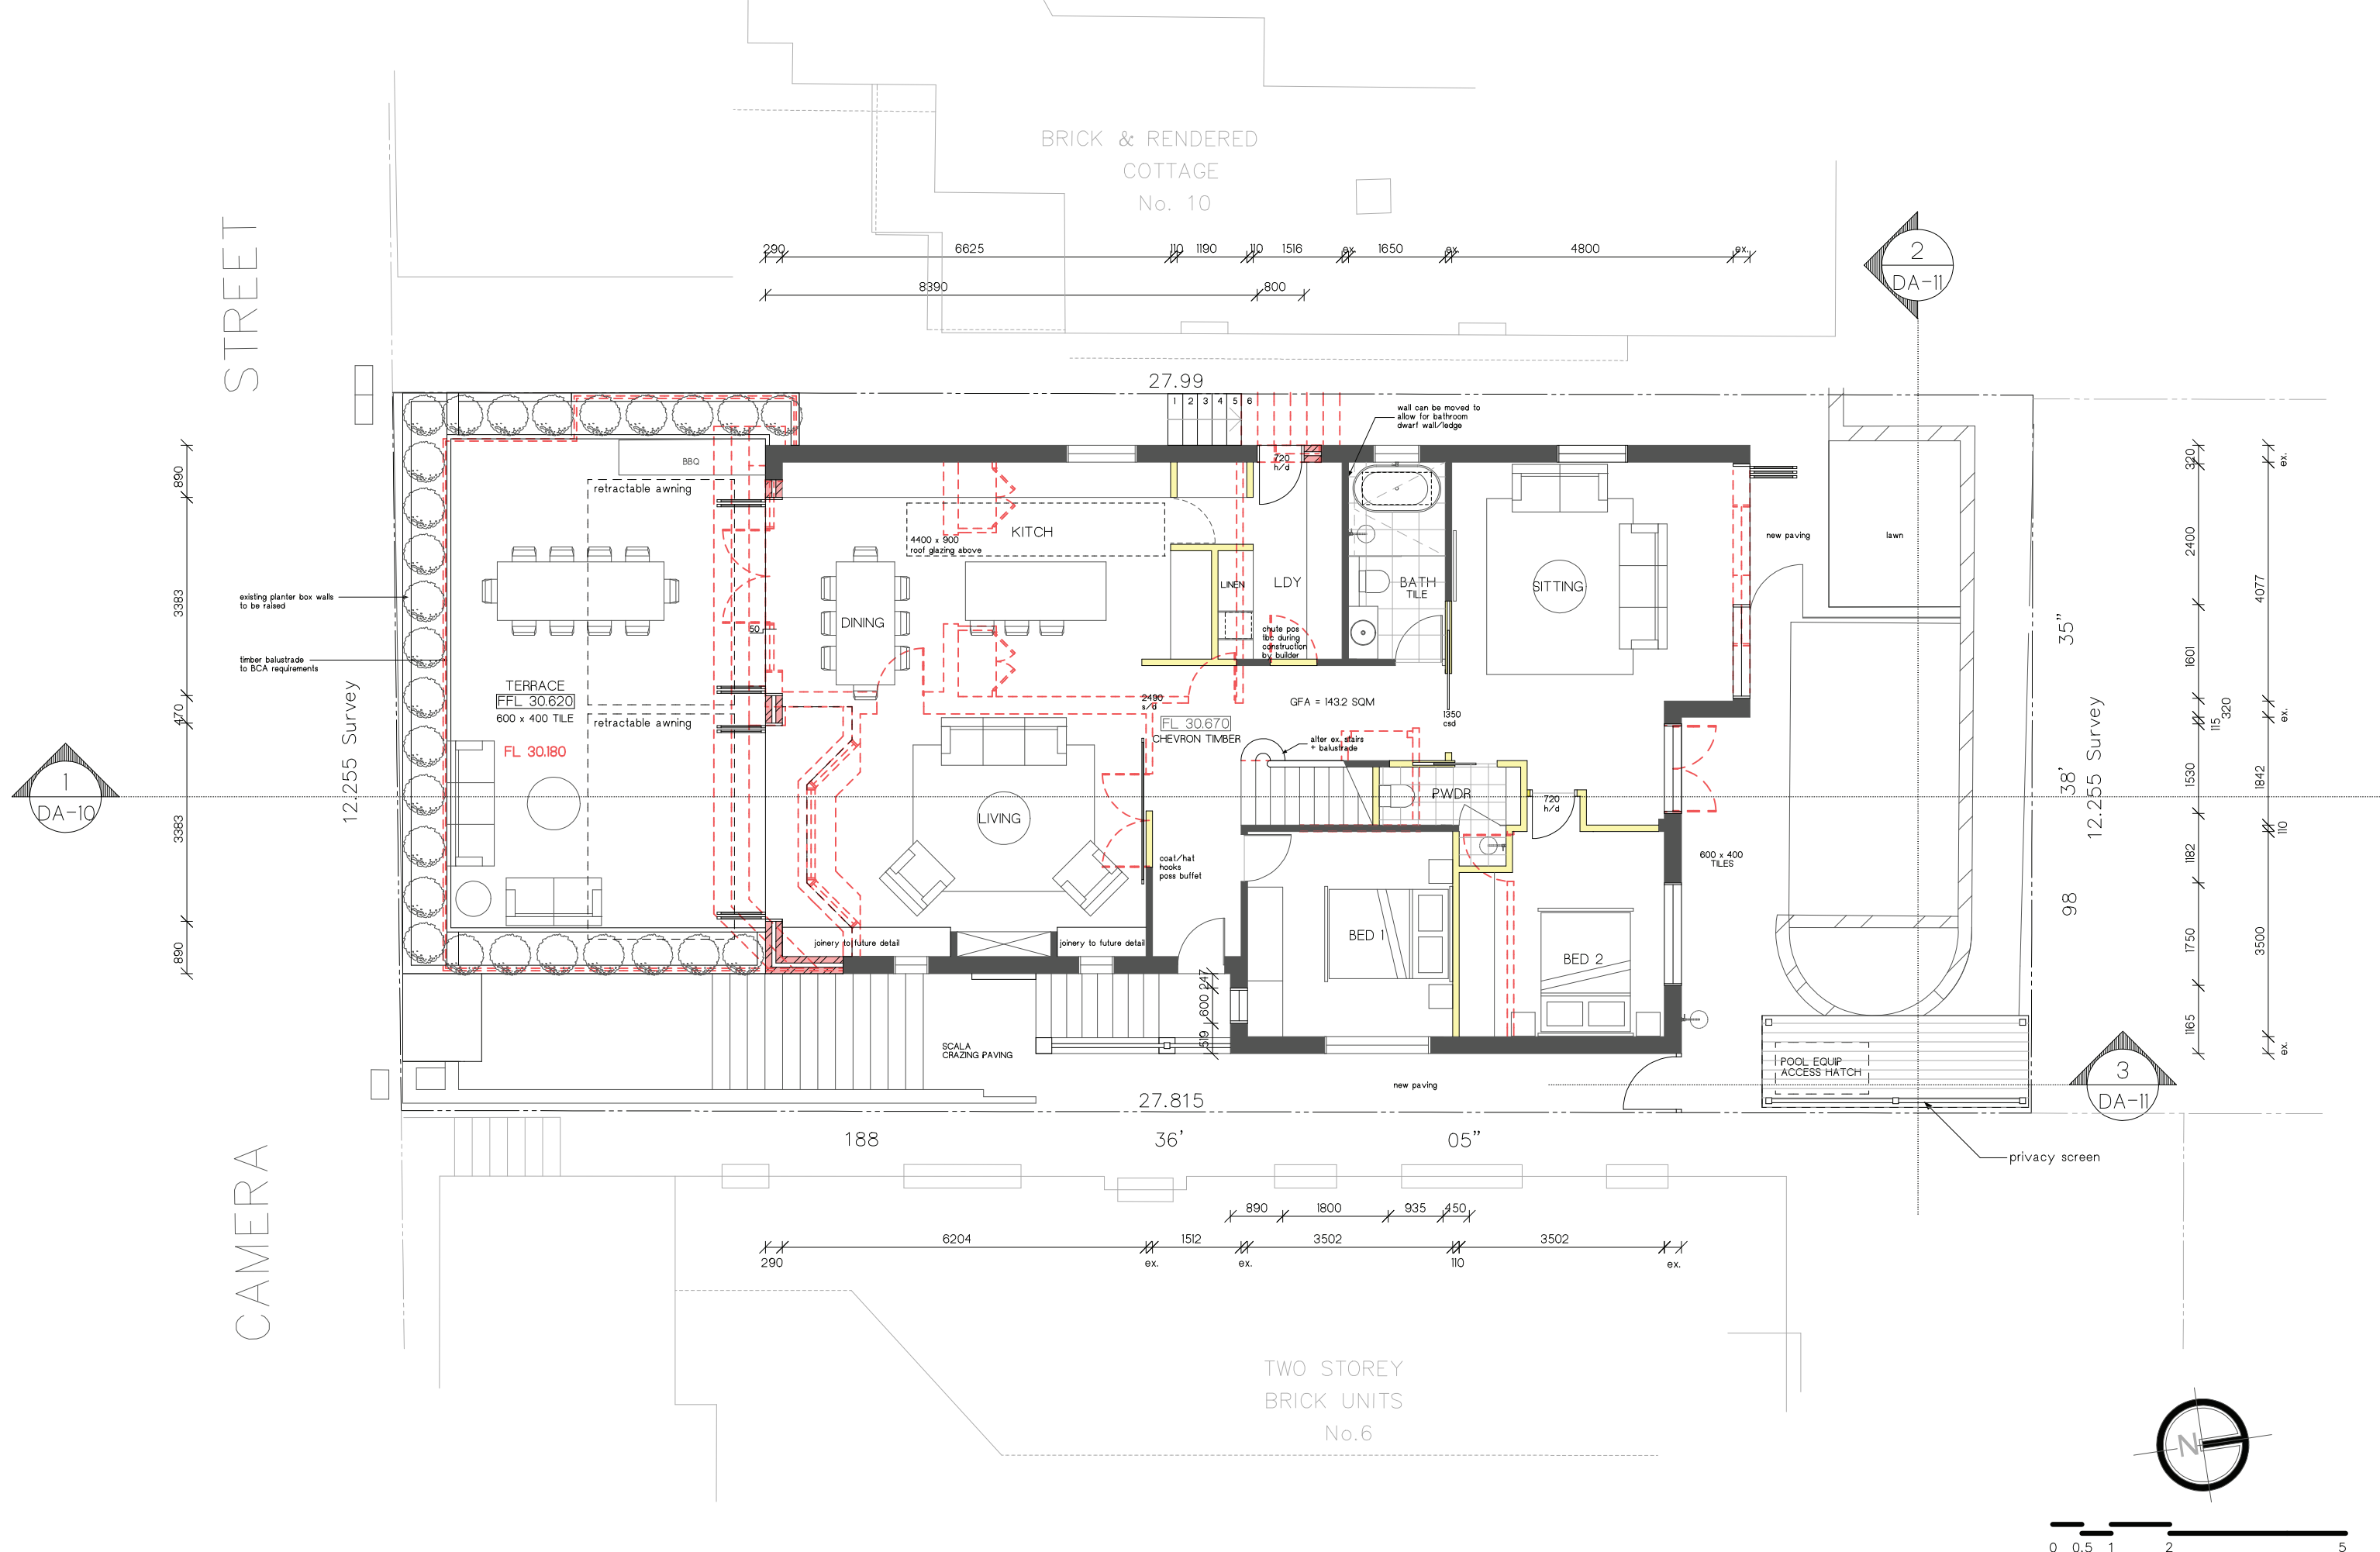 BRICK & RENDERED
COTTAGE
No. 10
STREET
CAMERA
2
DA-11
290
6625
110
1190
110
1516
ex.
1650
ex.
4800
ex.
8390
800
27.99
1 2 3 4 5 6
wall can be moved to
allow for bathroom
dwarf wall/ledge
720
h/d
BBQ
retractable awning
KITCH
4400 x 900
roof glazing above
new paving
lawn
LINEN
LDY
BATH
TILE
SITTING
DINING
existing planter box walls
to be raised
timber balustrade
to BCA requirements
50
chute pos
tbc during
construction
by builder
TERRACE
FFL 30.620
600 x 400 TILE
retractable awning
FL 30.180
2490
s/d
FL 30.670
CHEVRON TIMBER
GFA = 143.2 SQM
1350
csd
alter ex. stairs
+ balustrade
1
DA-10
12.255 Survey
890
3383
470
3383
890
LIVING
PWDR
720
h/d
coat/hat
hooks
poss buffet
600 x 400
TILES
joinery to future detail
joinery to future detail
BED 1
BED 2
247
600
519
SCALA
CRAZING PAVING
new paving
POOL EQUIP
ACCESS HATCH
3
DA-11
privacy screen
35"
38'
98
12.255 Survey
320
2400
1601
110
115
320
1530
1182
1750
1165
ex.
4077
ex.
1842
110
3500
ex.
27.815
188
36'
05"
890
1800
935
450
290
6204
ex.
1512
ex.
3502
110
3502
ex.
TWO STOREY
BRICK UNITS
No.6
N
0 0.5 1 2 5